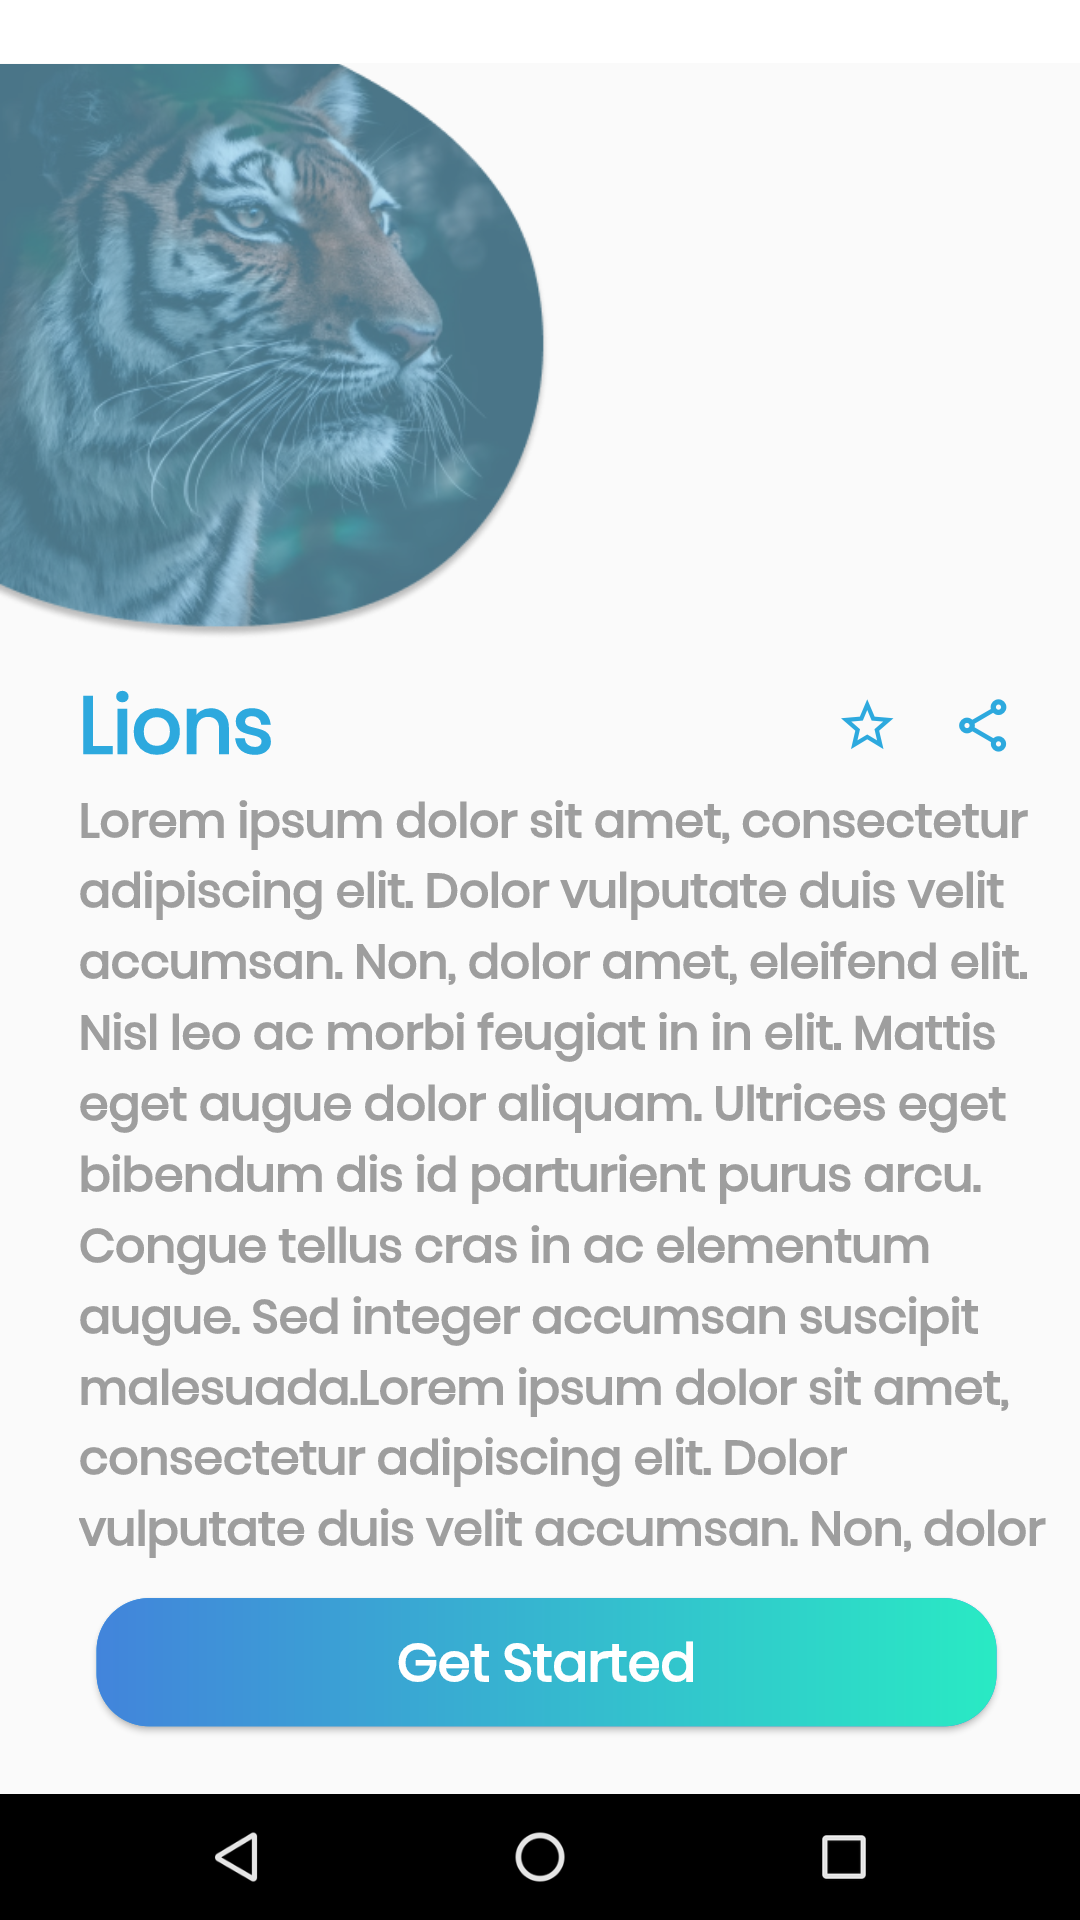 Lions
Lorem ipsum dolor sit amet, consectetur
adipiscing elit. Dolor vulputate duis velit
accumsan. Non, dolor amet, eleifend elit.
Nisl leo ac morbi feugiat in in elit. Mattis
eget augue dolor aliquam. Ultrices eget
bibendum dis id parturient purus arcu.
Congue tellus cras in ac elementum
augue. Sed integer accumsan suscipit
malesuada.Lorem ipsum dolor sit amet,
consectetur adipiscing elit. Dolor
vulputate duis velit accumsan. Non, dolor
Get Started